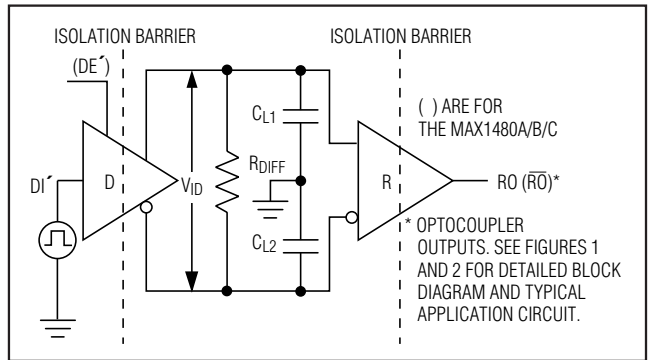 ISOLATION BARRIER
ISOLATION BARRIER
(DE´)
( ) ARE FOR
THE MAX1480A/B/C
CL1
RDIFF
DI´
D
VID
R
RO (R̅O̅)*
CL2
* OPTOCOUPLER
OUTPUTS. SEE FIGURES 1
AND 2 FOR DETAILED BLOCK
DIAGRAM AND TYPICAL
APPLICATION CIRCUIT.